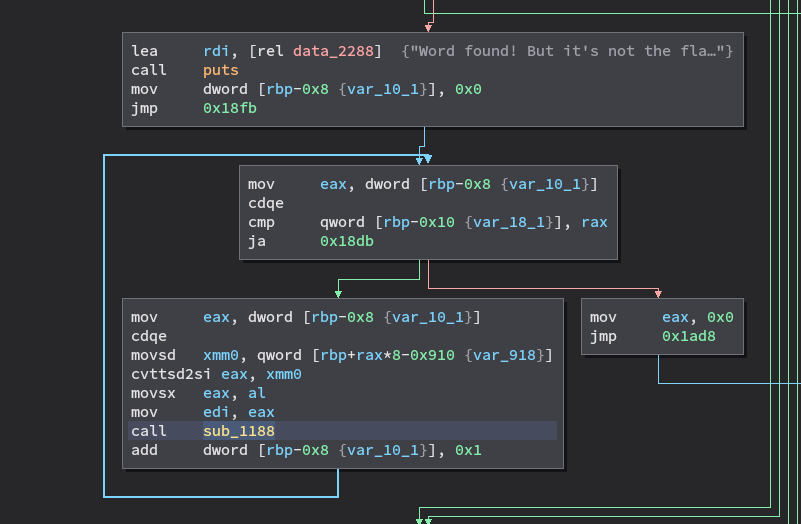 lea rdi, [rel data_2288] {"Word found! But it's not the fla…"}
call puts
mov dword [rbp-0x8 {var_10_1}], 0x0
jmp 0x18fb
mov eax, dword [rbp-0x8 {var_10_1}]
cdqe
cmp qword [rbp-0x10 {var_18_1}], rax
ja 0x18db
mov eax, dword [rbp-0x8 {var_10_1}]
cdqe
movsd xmm0, qword [rbp+rax*8-0x910 {var_918}]
cvttsd2si eax, xmm0
movsx eax, al
mov edi, eax
call sub_1188
add dword [rbp-0x8 {var_10_1}], 0x1
mov eax, 0x0
jmp 0x1ad8